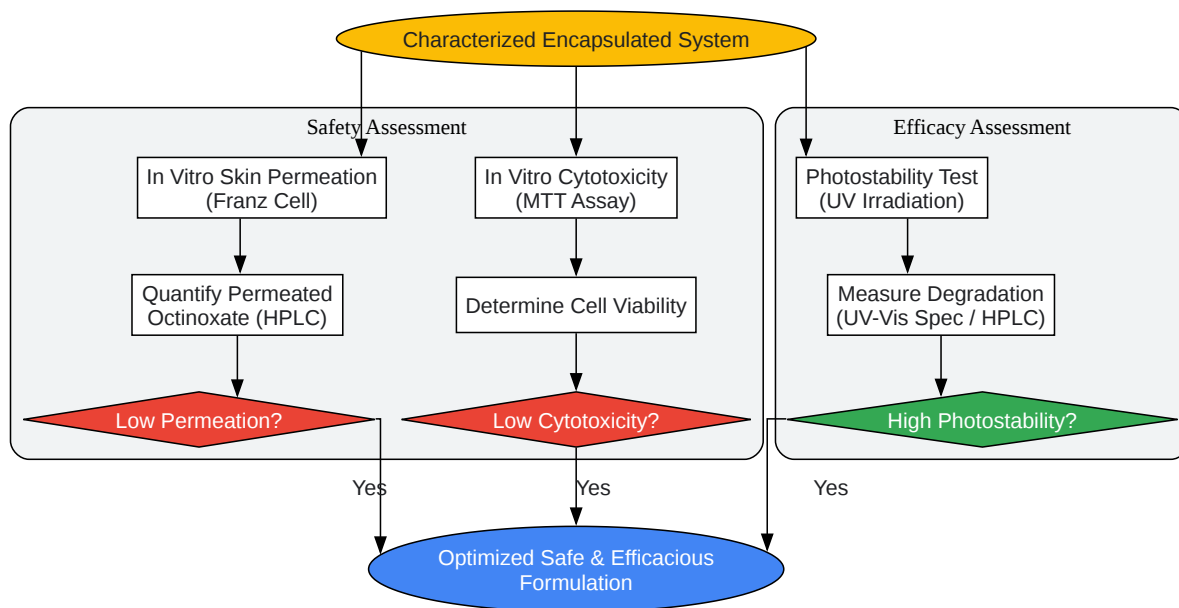 Characterized Encapsulated System
Safety Assessment
Efficacy Assessment
In Vitro Skin Permeation
(Franz Cell)
In Vitro Cytotoxicity
(MTT Assay)
Photostability Test
(UV Irradiation)
Quantify Permeated
Octinoxate (HPLC)
Determine Cell Viability
Measure Degradation
(UV-Vis Spec / HPLC)
Low Permeation?
Low Cytotoxicity?
High Photostability?
Yes
Yes
Yes
Optimized Safe & Efficacious
Formulation